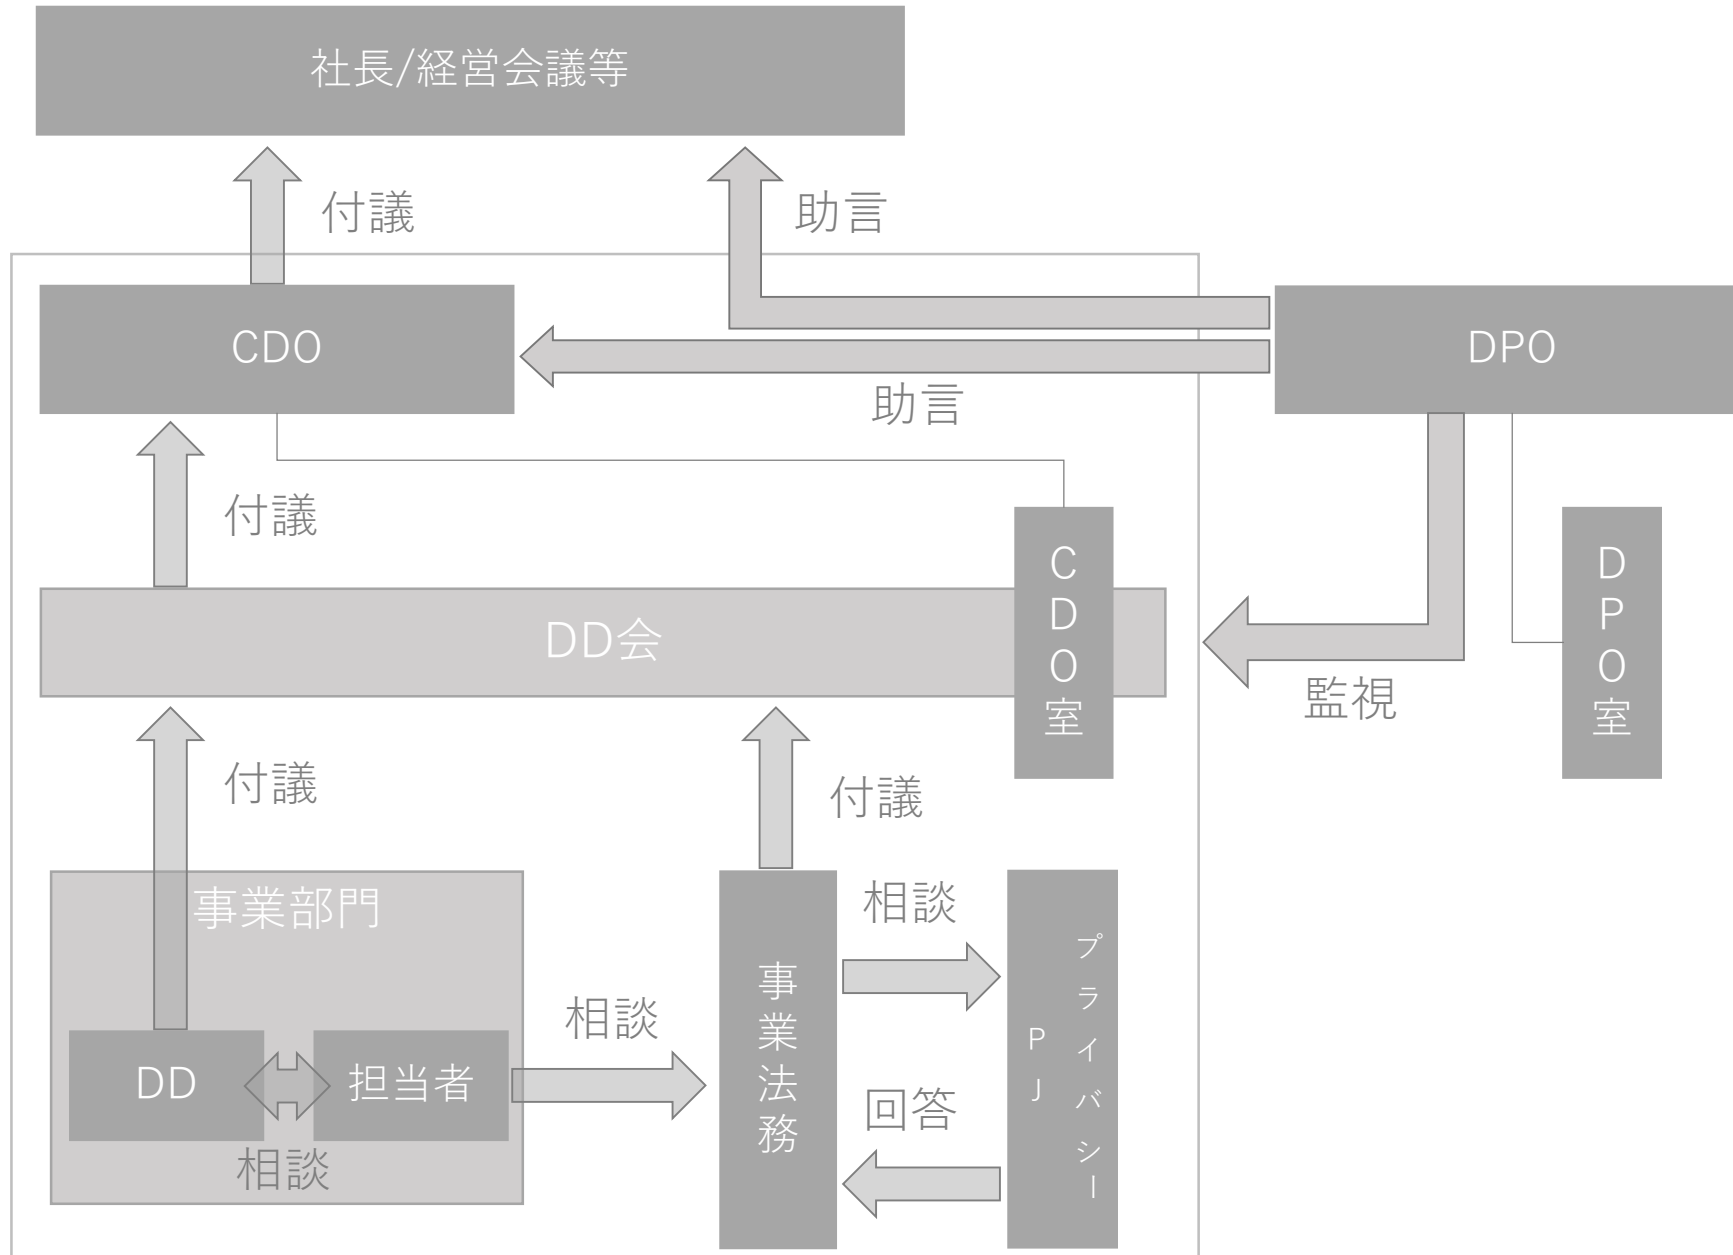 社長/経営会議等
付議
助言
CDO
DPO
助言
付議
CDO室
DPO室
DD会
監視
付議
付議
事業部門
相談
事業法務
プライバシー
PJ
相談
DD
担当者
回答
相談